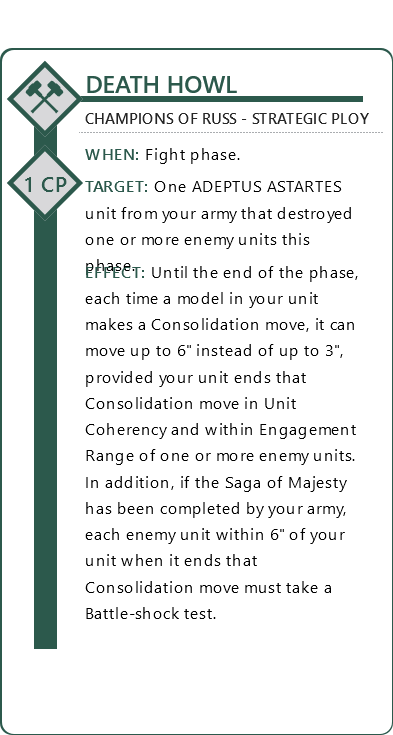 DEATH HOWL
CHAMPIONS OF RUSS - STRATEGIC PLOY
WHEN: Fight phase.
1 CP
TARGET: One ADEPTUS ASTARTES
unit from your army that destroyed
one or more enemy units this
phase.
EFFECT: Until the end of the phase,
each time a model in your unit
makes a Consolidation move, it can
move up to 6" instead of up to 3",
provided your unit ends that
Consolidation move in Unit
Coherency and within Engagement
Range of one or more enemy units.
In addition, if the Saga of Majesty
has been completed by your army,
each enemy unit within 6" of your
unit when it ends that
Consolidation move must take a
Battle-shock test.